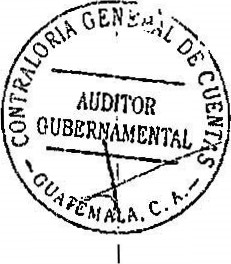 CONTRALORIA GENERAL DE CUENTAS
AUDITOR
GUBERNAMENTAL
- GUATEMALA, C. A. -